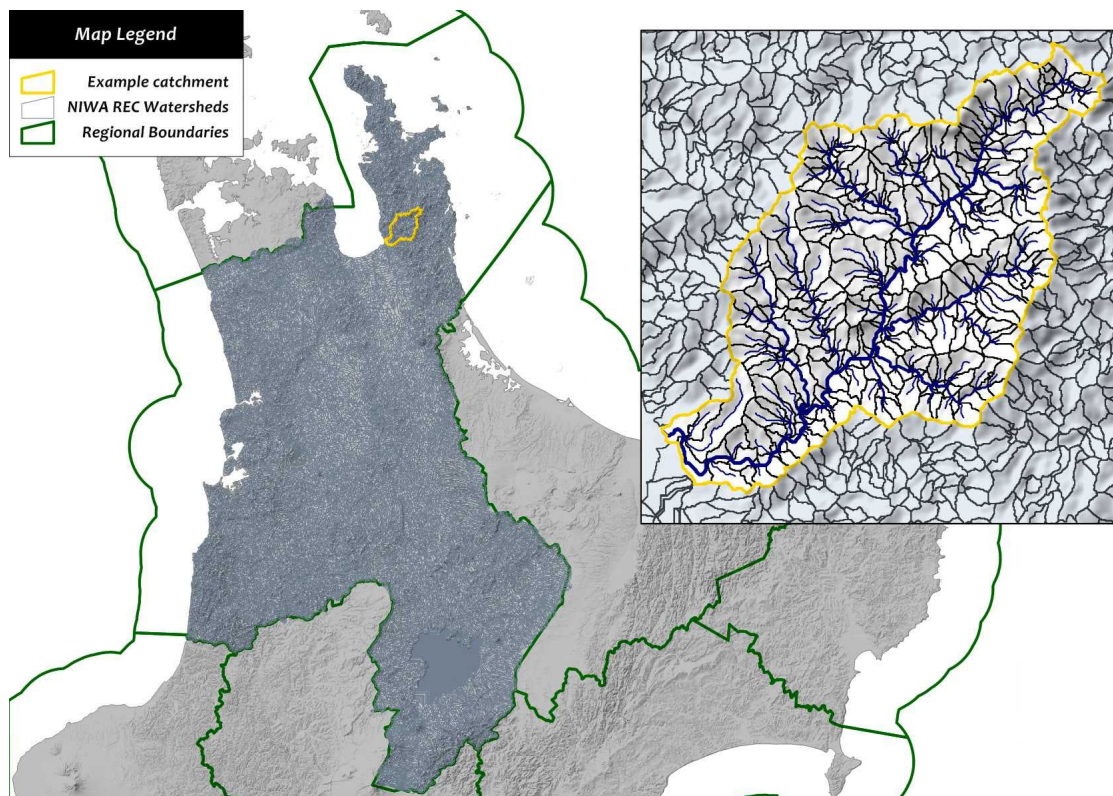 Map Legend
Example catchment
NIWA REC Watersheds
Regional Boundaries